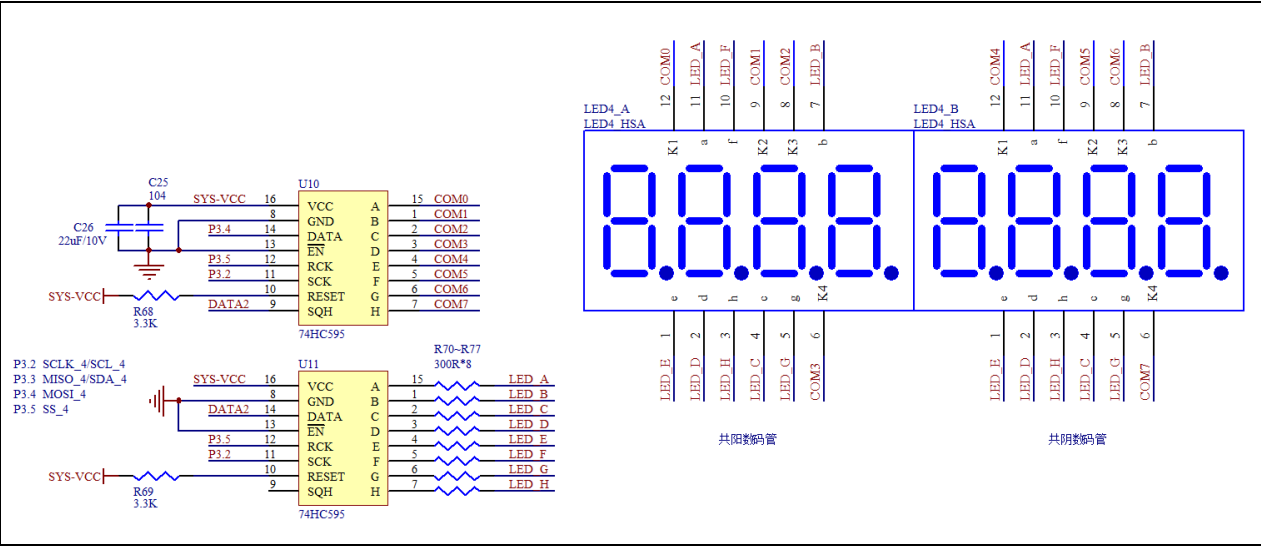 C25
104
C26
22uF/10V
SYS-VCC
P3.4
P3.5
P3.2
SYS-VCC
R68
3.3K
DATA2
U10
16 VCC A 15 COM0
8 GND B 1 COM1
14 DATA C 2 COM2
13 EN D 3 COM3
12 RCK E 4 COM4
11 SCK F 5 COM5
10 RESET G 6 COM6
9 SQH H 7 COM7
74HC595
P3.2 SCLK_4/SCL_4
P3.3 MISO_4/SDA_4
P3.4 MOSI_4
P3.5 SS_4
SYS-VCC
DATA2
P3.5
P3.2
SYS-VCC
R69
3.3K
R70~R77
300R*8
U11
16 VCC A 15 LED_A
8 GND B 1 LED_B
14 DATA C 2 LED_C
13 EN D 3 LED_D
12 RCK E 4 LED_E
11 SCK F 5 LED_F
10 RESET G 6 LED_G
9 SQH H 7 LED_H
74HC595
LED4_A
LED4_HSA
COM0 LED_A LED_F COM1 COM2 LED_B
12 11 10 9 8 7
K1 a f K2 K3 b
e d h c g K4
1 2 3 4 5 6
LED_E LED_D LED_H LED_C LED_G COM3
共阳数码管
LED4_B
LED4_HSA
COM4 LED_A LED_F COM5 COM6 LED_B
12 11 10 9 8 7
K1 a f K2 K3 b
e d h c g K4
1 2 3 4 5 6
LED_E LED_D LED_H LED_C LED_G COM7
共阴数码管